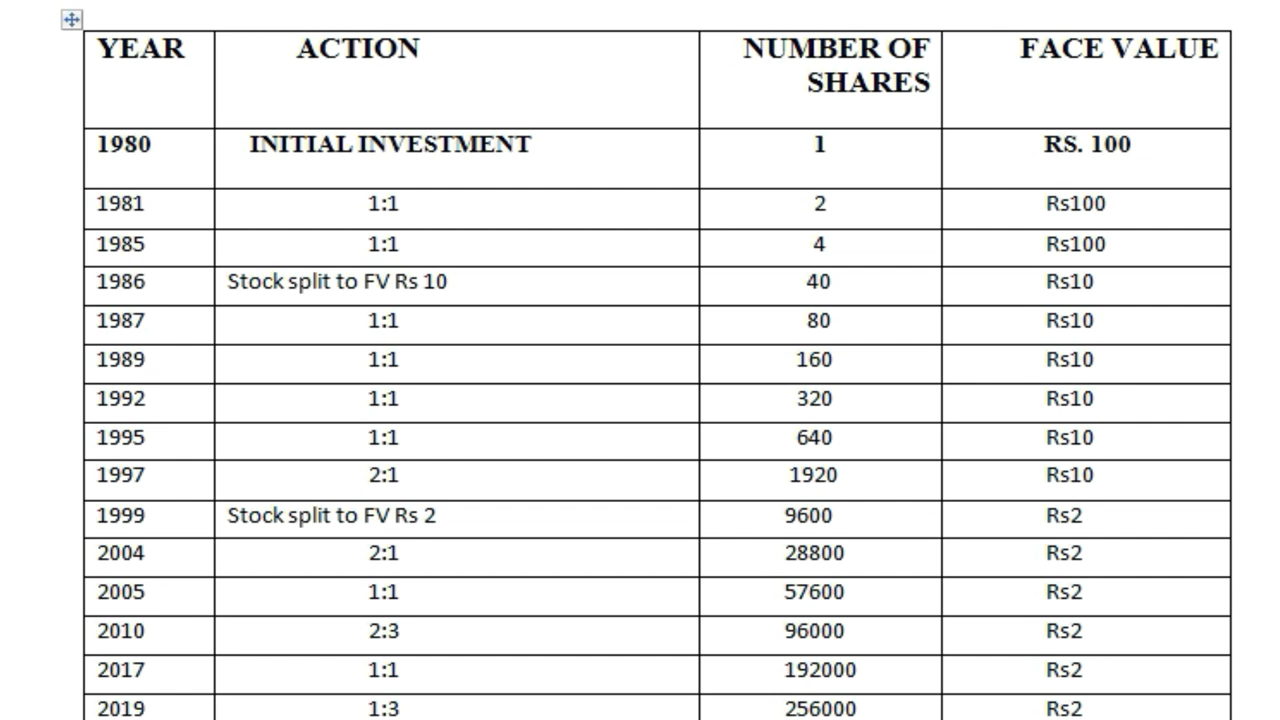 YEAR ACTION NUMBER OF FACE VALUE
SHARES
1980 INITIAL INVESTMENT 1 RS. 100
1981 1:1 2 Rs100
1985 1:1 4 Rs100
1986 Stock split to FV Rs 10 40 Rs10
1987 1:1 80 Rs10
1989 1:1 160 Rs10
1992 1:1 320 Rs10
1995 1:1 640 Rs10
1997 2:1 1920 Rs10
1999 Stock split to FV Rs 2 9600 Rs2
2004 2:1 28800 Rs2
2005 1:1 57600 Rs2
2010 2:3 96000 Rs2
2017 1:1 192000 Rs2
2019 1:3 256000 Rs2